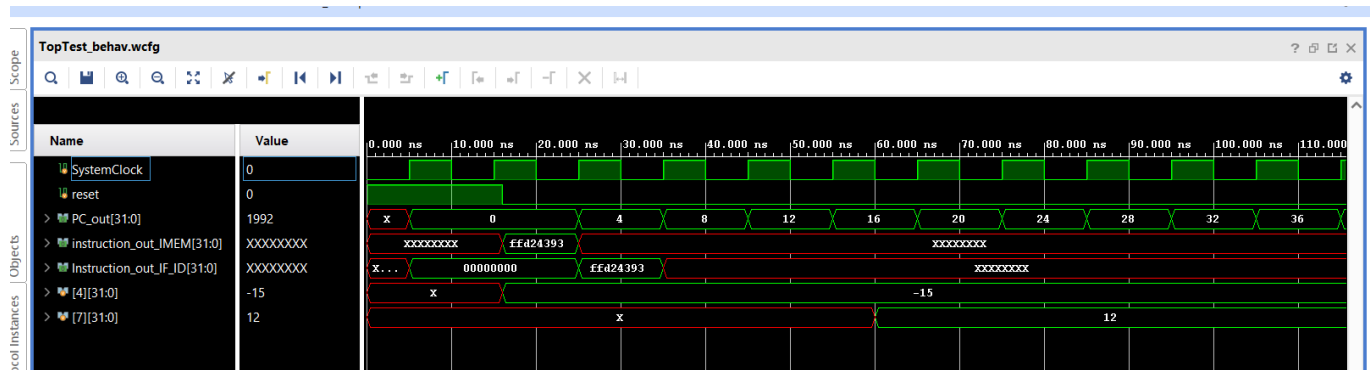 TopTest_behav.wcfg
Scope
Sources
Objects
col Instances
Name Value
0.000 ns 10.000 ns 20.000 ns 30.000 ns 40.000 ns 50.000 ns 60.000 ns 70.000 ns 80.000 ns 90.000 ns 100.000 ns 110.000
SystemClock 0
reset 0
PC_out[31:0] 1992 X 0 4 8 12 16 20 24 28 32 36
instruction_out_IMEM[31:0] XXXXXXXX XXXXXXXX ffd24393 XXXXXXXX
Instruction_out_IF_ID[31:0] XXXXXXXX X... 00000000 ffd24393 XXXXXXXX
[4][31:0] -15 X -15
[7][31:0] 12 X 12